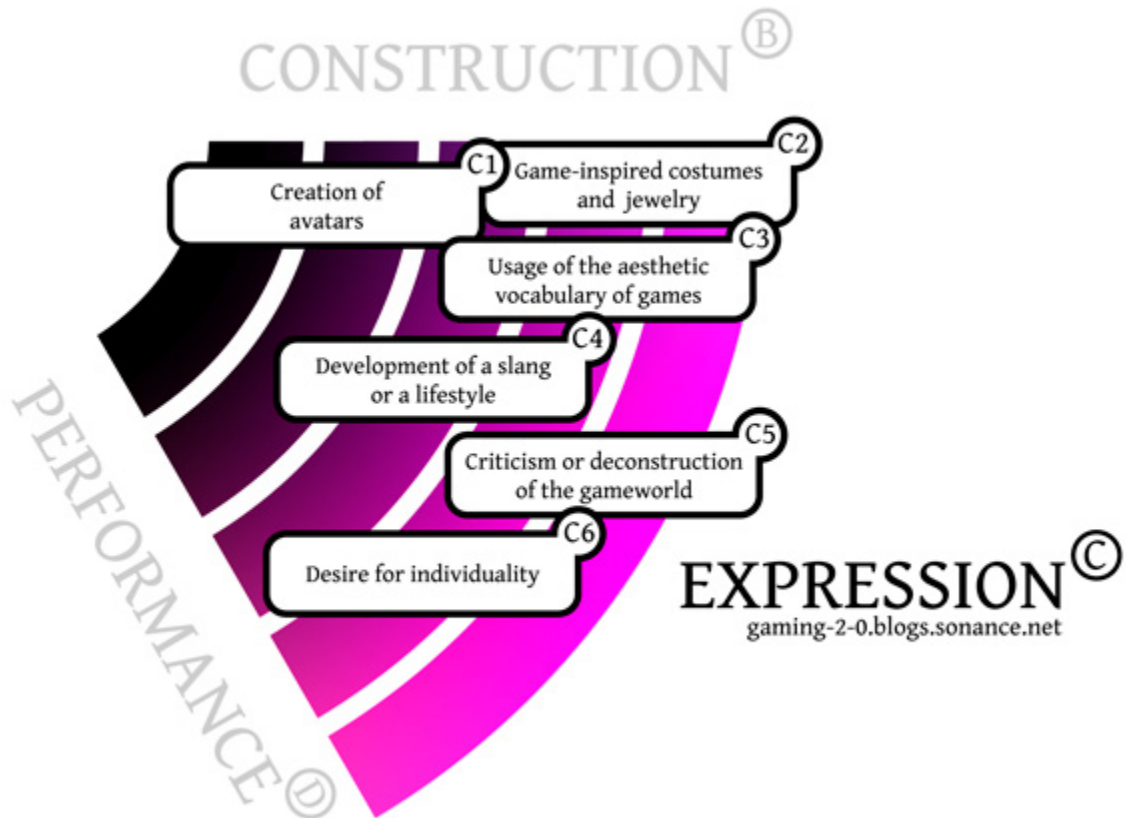 CONSTRUCTION B
C1
Creation of
avatars
C2
Game-inspired costumes
and jewelry
C3
Usage of the aesthetic
vocabulary of games
C4
Development of a slang
or a lifestyle
C5
Criticism or deconstruction
of the gameworld
C6
Desire for individuality
EXPRESSION C
gaming-2-0.blogs.sonance.net
PERFORMANCE D